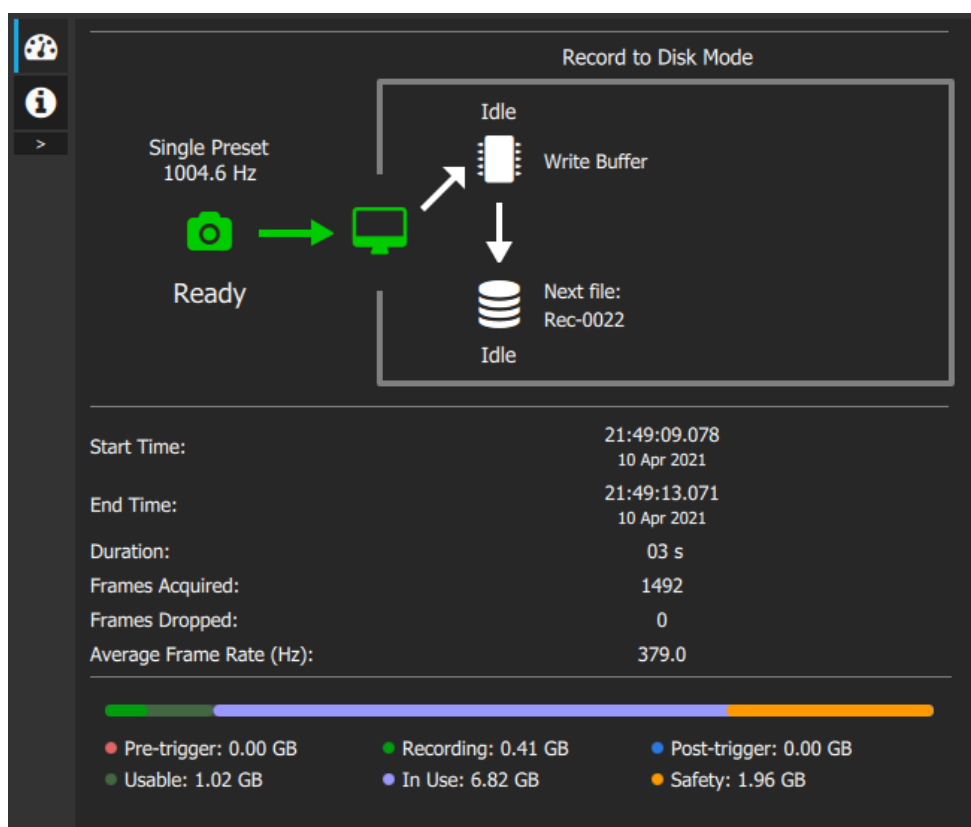 Record to Disk Mode
Idle
Single Preset
1004.6 Hz
Write Buffer
Ready
Next file:
Rec-0022
Idle
>
Start Time:
21:49:09.078
10 Apr 2021
End Time:
21:49:13.071
10 Apr 2021
Duration: 03 s
Frames Acquired: 1492
Frames Dropped: 0
Average Frame Rate (Hz): 379.0
Pre-trigger: 0.00 GB Recording: 0.41 GB Post-trigger: 0.00 GB
Usable: 1.02 GB In Use: 6.82 GB Safety: 1.96 GB